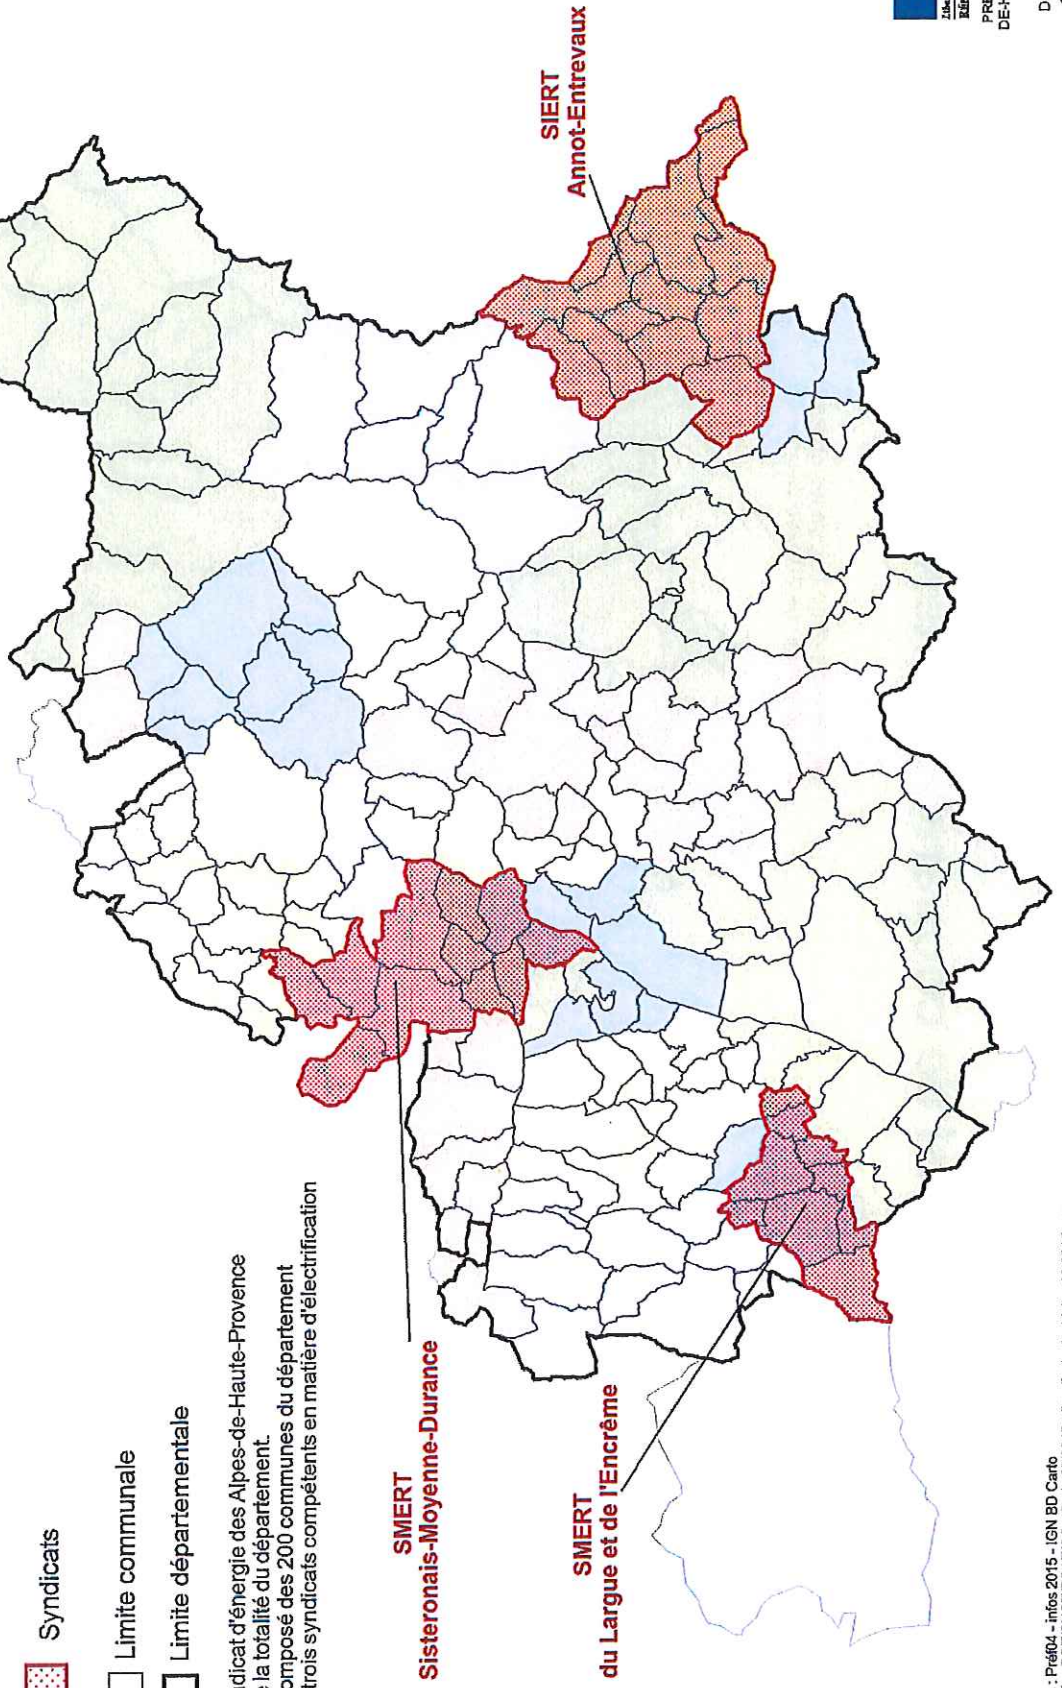 Syndicats
Limite communale
Limite départementale
dicat d'énergie des Alpes-de-Haute-Provence
la totalité du département.
omposé des 200 communes du département
trois syndicats compétents en matière d'électrification
SMERT
Sisteronais-Moyenne-Durance
SMERT
du Largue et de l'Encrême
SIERT
Annot-Entrevaux
PRÉ
DE-H
D
: Préf04 - infos 2015 - IGN BD Carto